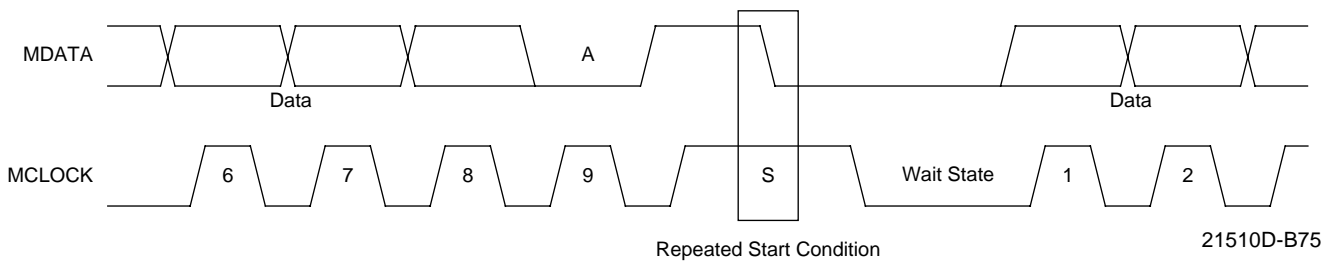 MDATA
A
Data
Data
MCLOCK
6
7
8
9
S
Wait State
1
2
Repeated Start Condition
21510D-B75